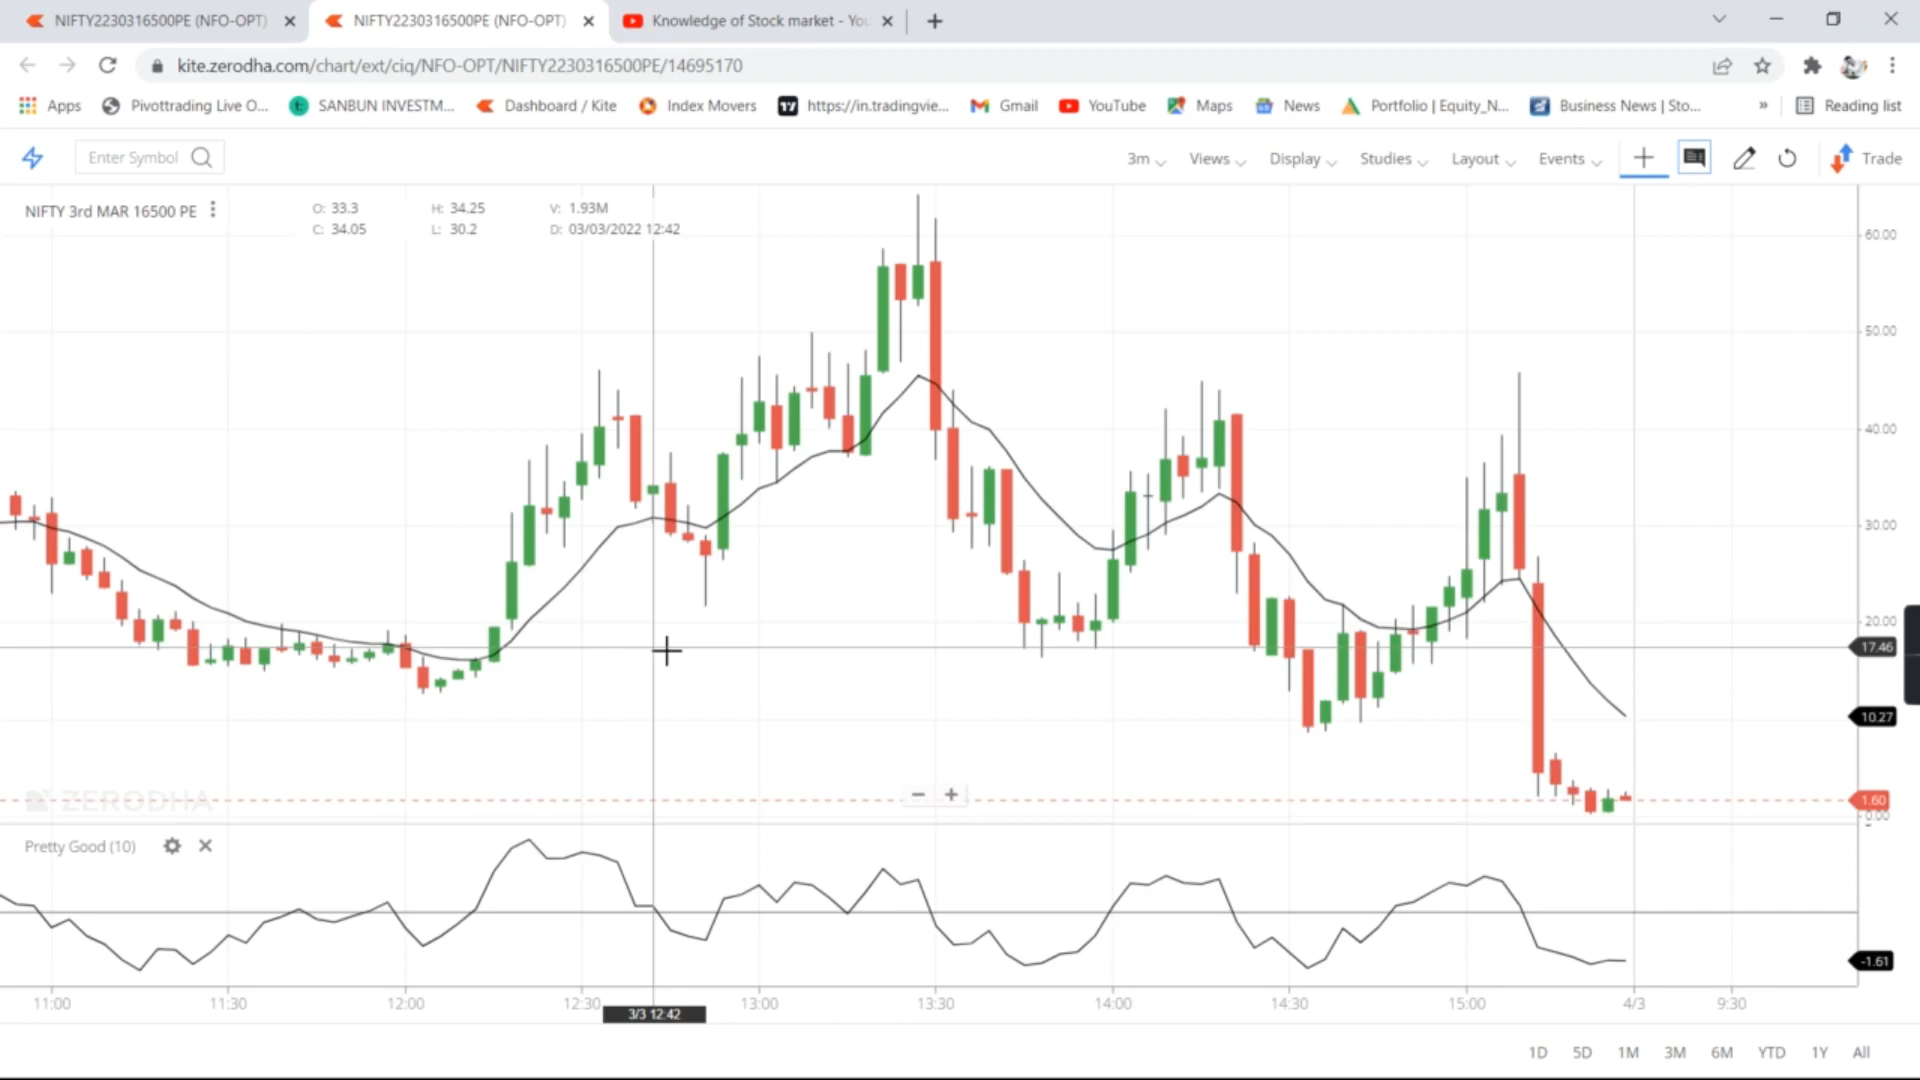 NIFTY2230316500PE (NFO-OPT)
NIFTY2230316500PE (NFO-OPT)
Knowledge of Stock market - You
kite.zerodha.com/chart/ext/ciq/NFO-OPT/NIFTY2230316500PE/14695170
Apps Pivottrading Live O... SANBUN INVESTM... Dashboard / Kite Index Movers https://in.tradingvie... Gmail YouTube Maps News Portfolio | Equity_N... Business News | Sto... » Reading list
Enter Symbol 3m Views Display Studies Layout Events Trade
NIFTY 3rd MAR 16500 PE
O: 33.3 H: 34.25 V: 1.93M
C: 34.05 L: 30.2 D: 03/03/2022 12:42
60.00
50.00
40.00
30.00
20.00
17.46
10.27
ZERODHA
1.60
0.00
Pretty Good (10)
-1.61
11:00 11:30 12:00 12:30 13:00 13:30 14:00 14:30 15:00 4/3 9:30
3/3 12:42
1D 5D 1M 3M 6M YTD 1Y All